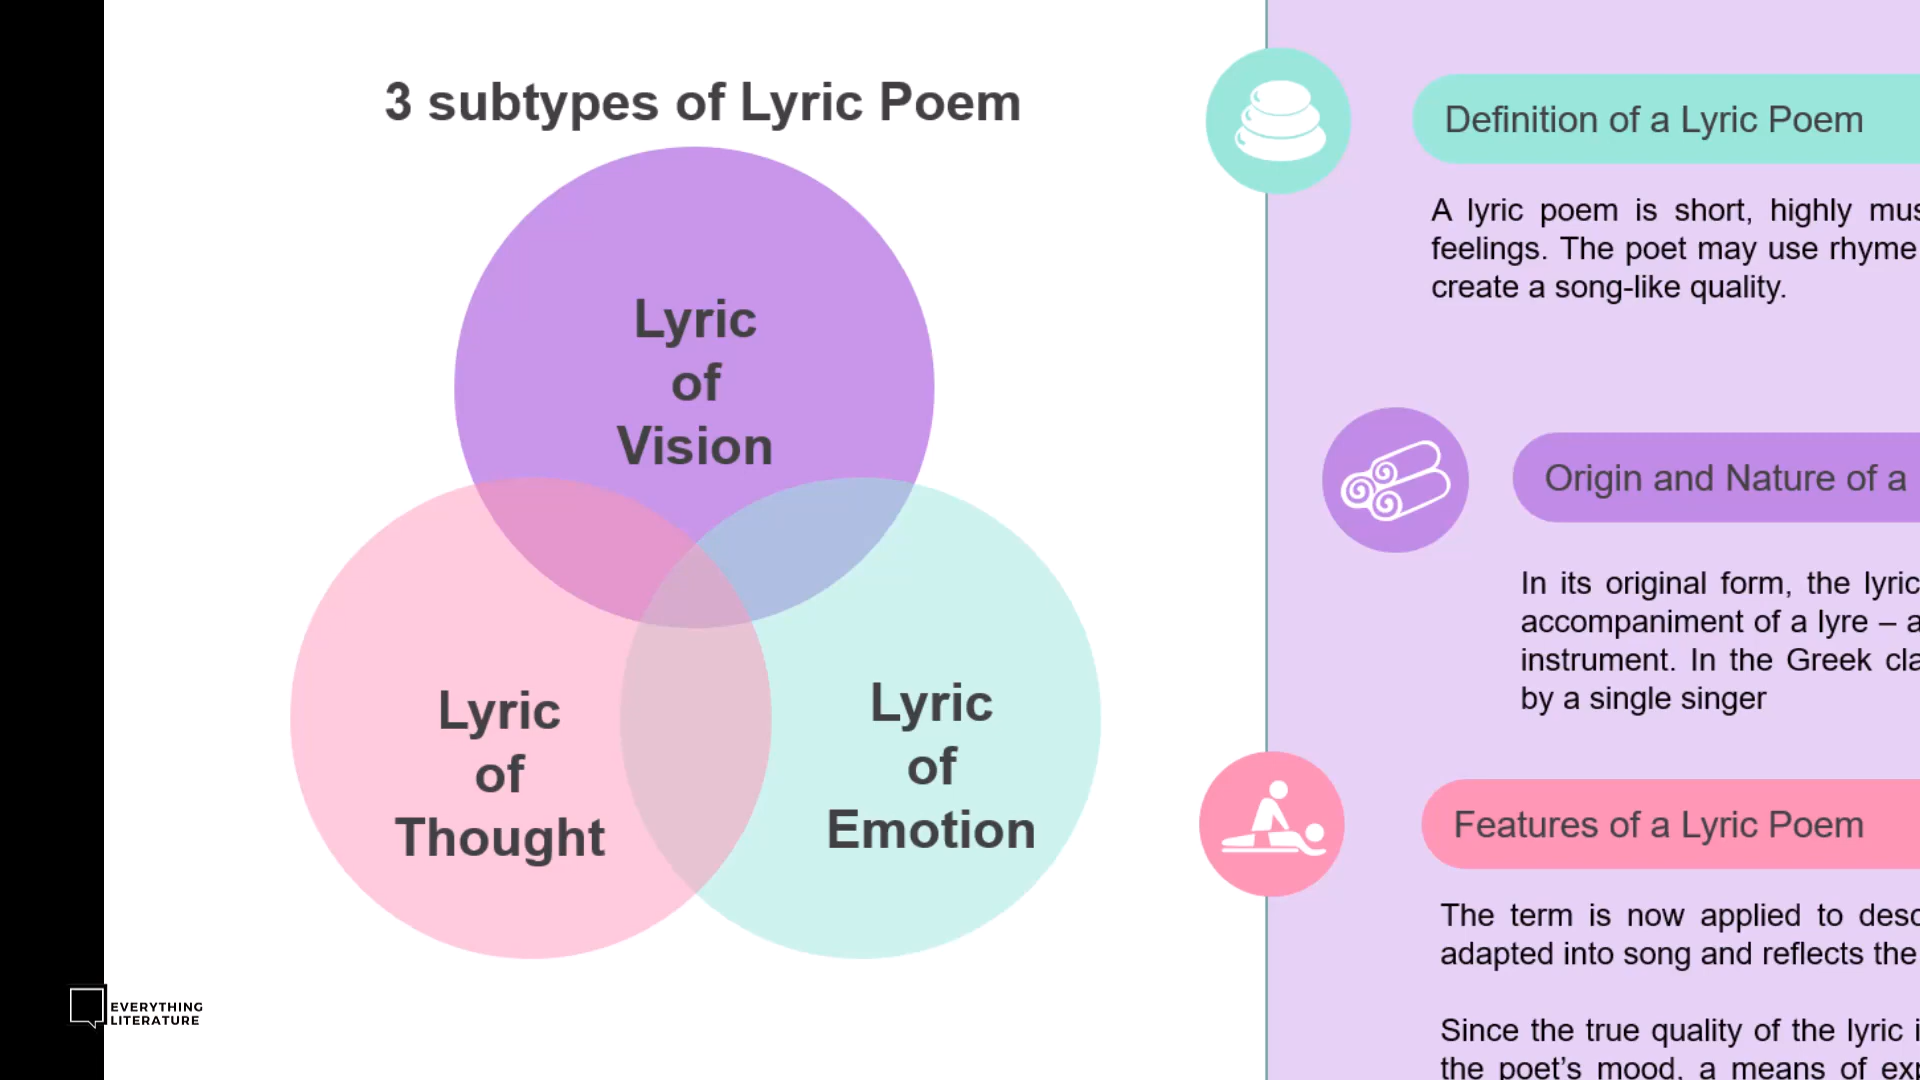 3 subtypes of Lyric Poem
Lyric
of
Vision
Lyric
of
Thought
Lyric
of
Emotion
Definition of a Lyric Poem
A lyric poem is short, highly
feelings. The poet may use rhyme
create a song-like quality.
Origin and Nature of a
In its original form, the lyric
accompaniment of a lyre – a
instrument. In the Greek
by a single singer
Features of a Lyric Poem
The term is now applied to
adapted into song and reflects the
Since the true quality of the lyric
the poet's mood, a means of
EVERYTHING
LITERATURE